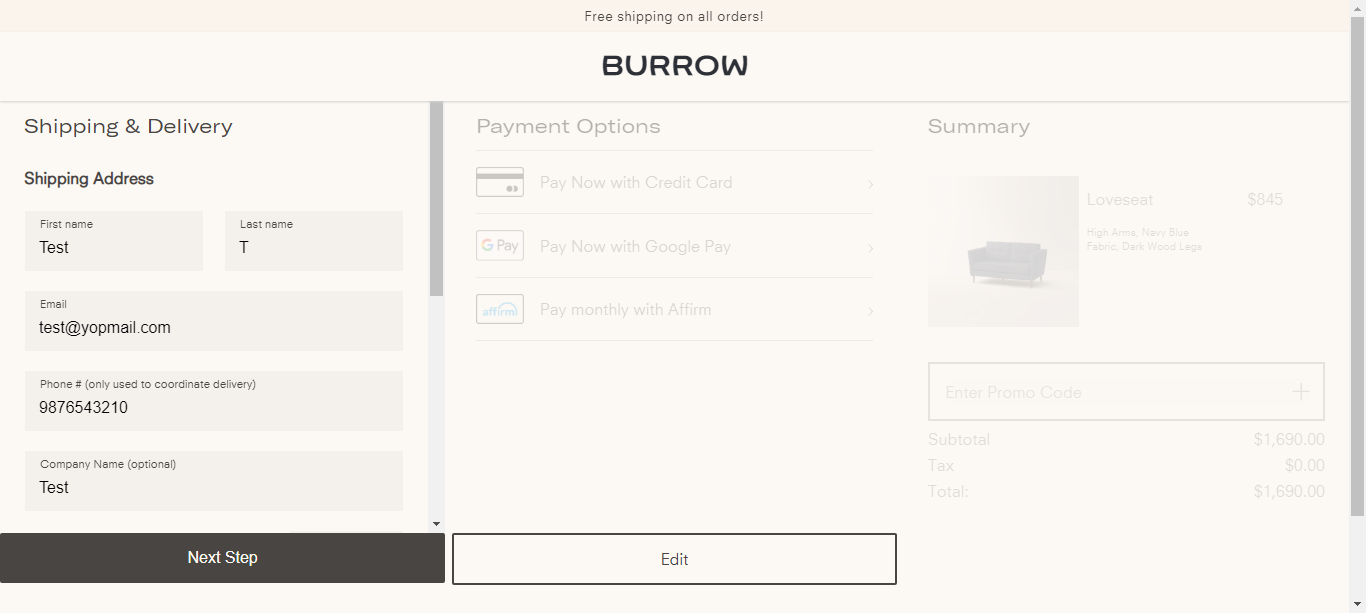 Free shipping on all orders!
BURROW
Shipping & Delivery
Shipping Address
First name
Test
Last name
T
Email
test@yopmail.com
Phone # (only used to coordinate delivery)
9876543210
Company Name (optional)
Test
Next Step
Payment Options
Pay Now with Credit Card
G Pay
Pay Now with Google Pay
affirm
Pay monthly with Affirm
Edit
Summary
Loveseat $845
High Arms, Navy Blue
Fabric, Dark Wood Legs
Enter Promo Code
Subtotal $1,690.00
Tax $0.00
Total: $1,690.00